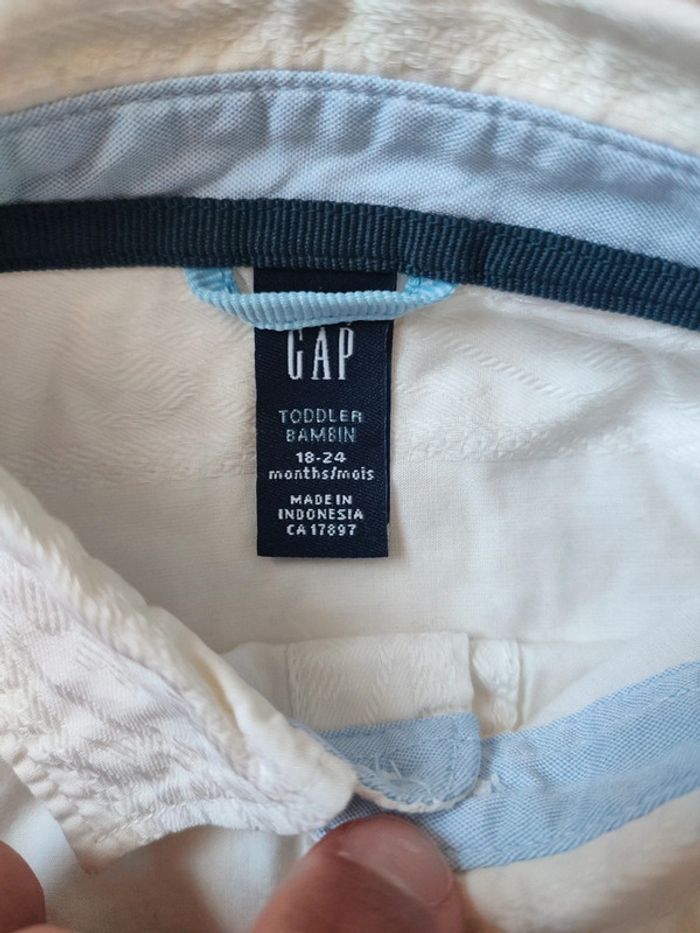 GAP
TODDLER
BAMBIN
18-24
months/mois
MADE IN
INDONESIA
CA 17897